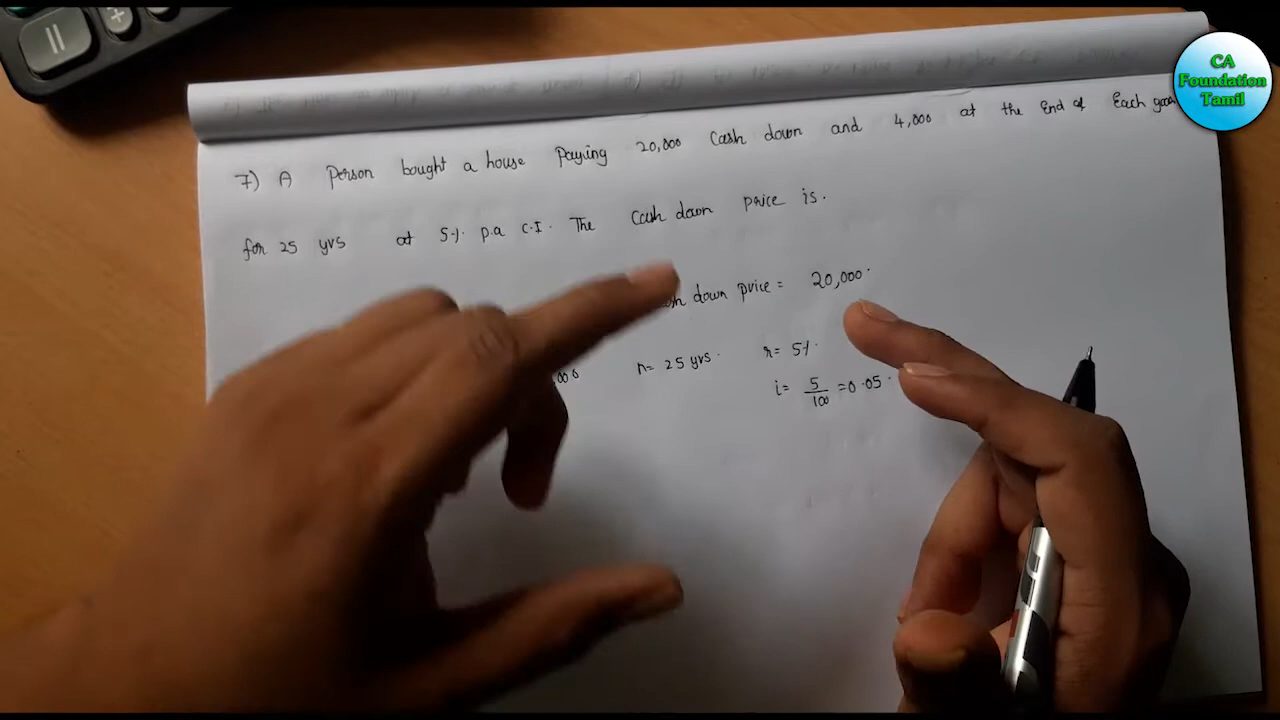 CA
Foundation
Tamil
7) A Person bought a house Paying 20,000 Cash down and 4,000 at the End of Each
for 25 yrs at 5% p.a C.I. The Cash down price is.
down price = 20,000.
n= 25 yrs. r= 5%.
i= 5/100 =0.05.